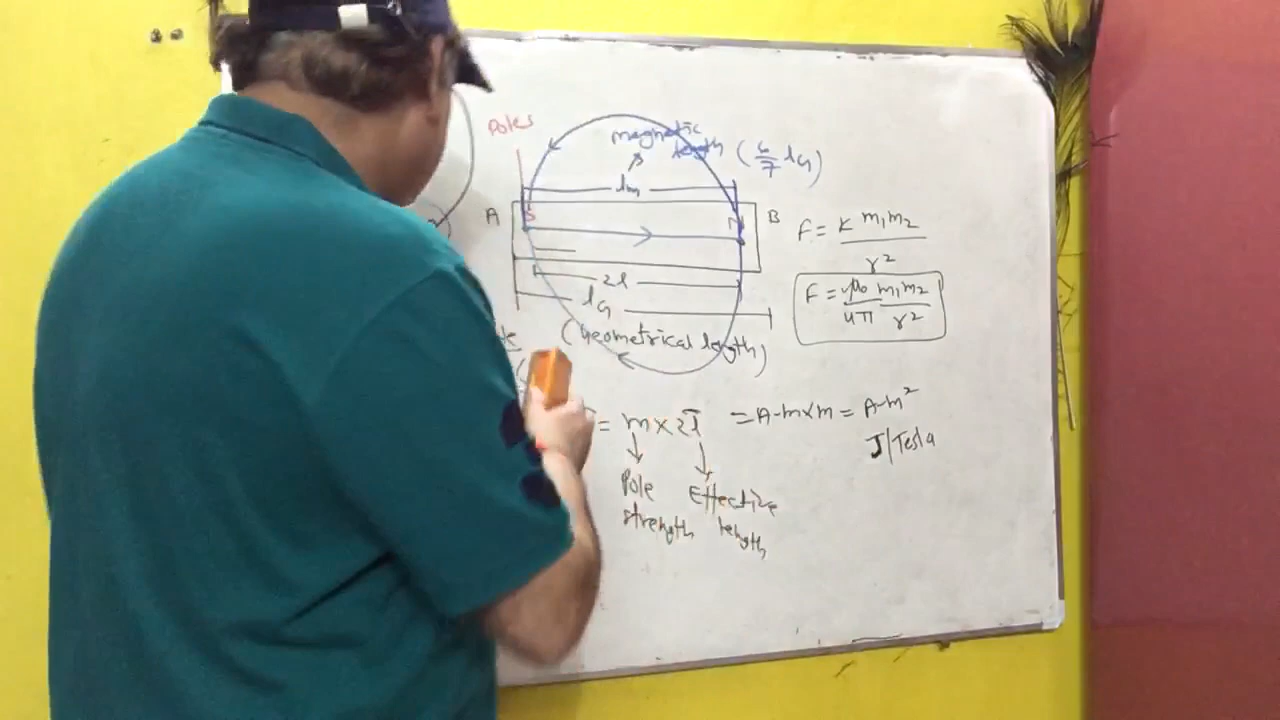 Poles
magnetic
length (6/7 lG)
lm
A S N B
2l
lG
(Geometrical length)
F = K m1m2
r2
F = μ0 m1m2
4π r2
= m × 2l = A-m×m = A-m2
J/Tesla
Pole Effective
strength length